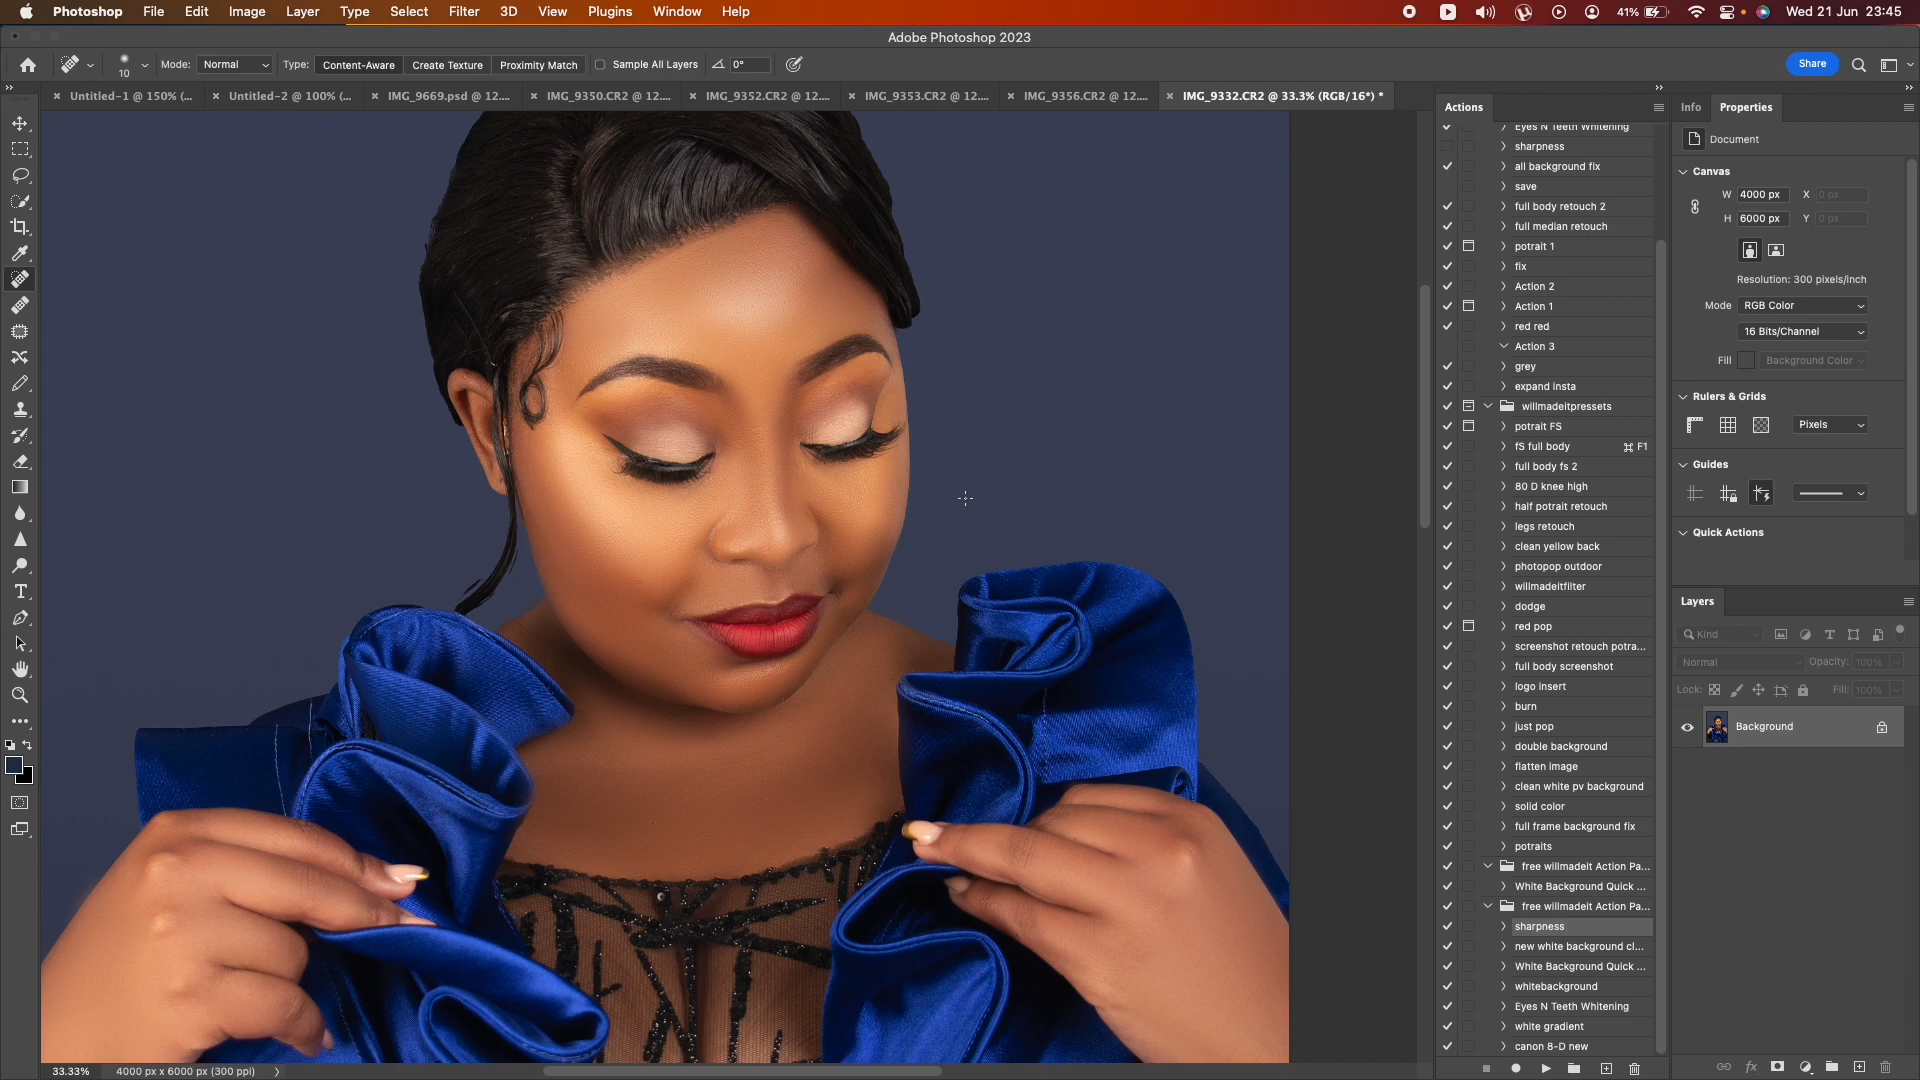 Photoshop File Edit Image Layer Type Select Filter 3D View Plugins Window Help 41% Wed 21 Jun 23:45
Adobe Photoshop 2023
10 Mode: Normal Type: Content-Aware Create Texture Proximity Match Sample All Layers 0° Share
Untitled-1 @ 150% (... Untitled-2 @ 100% (... IMG_9669.psd @ 12.... IMG_9350.CR2 @ 12.... IMG_9352.CR2 @ 12.... IMG_9353.CR2 @ 12.... IMG_9356.CR2 @ 12.... IMG_9332.CR2 @ 33.3% (RGB/16*) *
Actions
Eyes N Teeth Whitening
sharpness
all background fix
save
full body retouch 2
full median retouch
potrait 1
fix
Action 2
Action 1
red red
Action 3
grey
expand insta
willmadeitpressets
potrait FS
fS full body ⌘ F1
full body fs 2
80 D knee high
half potrait retouch
legs retouch
clean yellow back
photopop outdoor
willmadeitfilter
dodge
red pop
screenshot retouch potra...
full body screenshot
logo insert
burn
just pop
double background
flatten image
clean white pv background
solid color
full frame background fix
potraits
free willmadeit Action Pa...
White Background Quick ...
free willmadeit Action Pa...
sharpness
new white background cl...
White Background Quick ...
whitebackground
Eyes N Teeth Whitening
white gradient
canon 8-D new
Info Properties
Document
Canvas
W 4000 px X 0 px
H 6000 px Y 0 px
Resolution: 300 pixels/inch
Mode RGB Color
16 Bits/Channel
Fill Background Color
Rulers & Grids
Pixels
Guides
Quick Actions
Layers
Kind
Normal Opacity: 100%
Lock: Fill: 100%
Background
33.33% 4000 px x 6000 px (300 ppi)